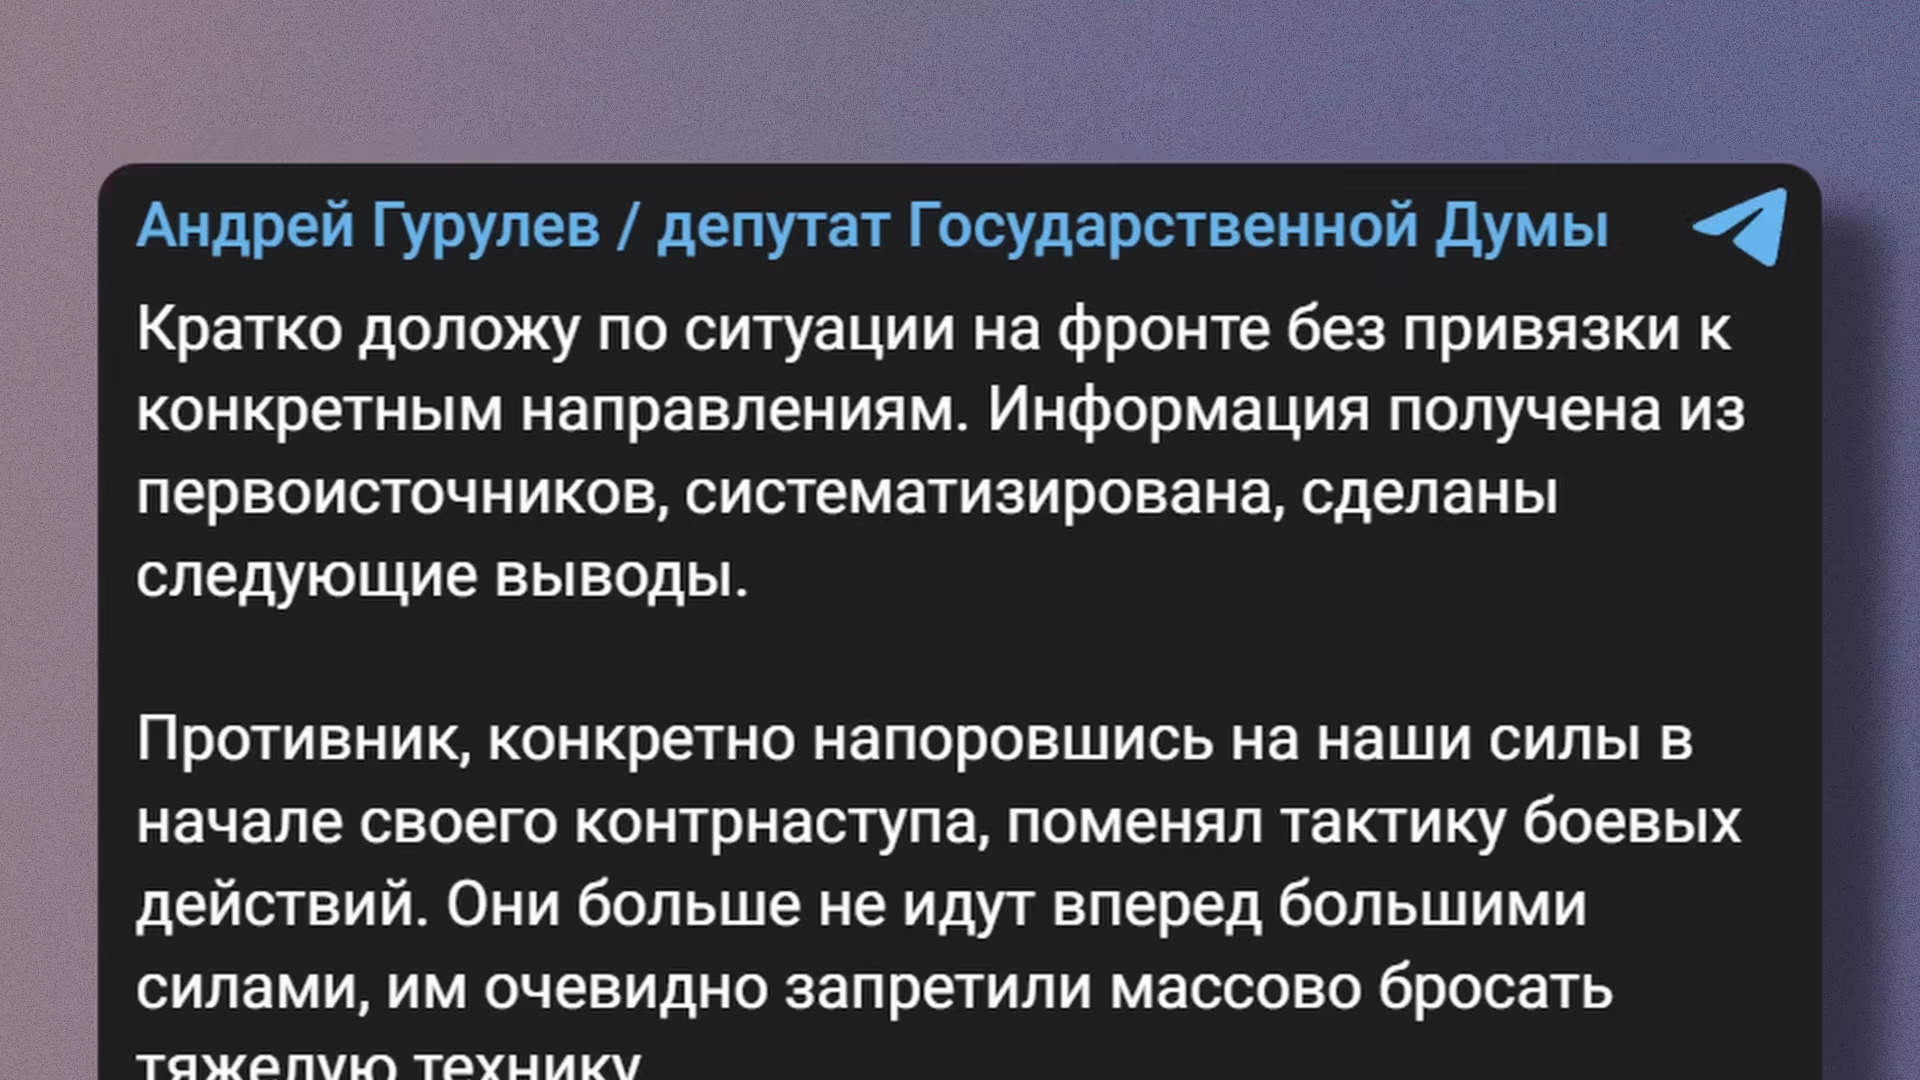 Андрей Гурулев / депутат Государственной Думы
Кратко доложу по ситуации на фронте без привязки к
конкретным направлениям. Информация получена из
первоисточников, систематизирована, сделаны
следующие выводы.
Противник, конкретно напоровшись на наши силы в
начале своего контрнаступа, поменял тактику боевых
действий. Они больше не идут вперед большими
силами, им очевидно запретили массово бросать
тяжелую технику